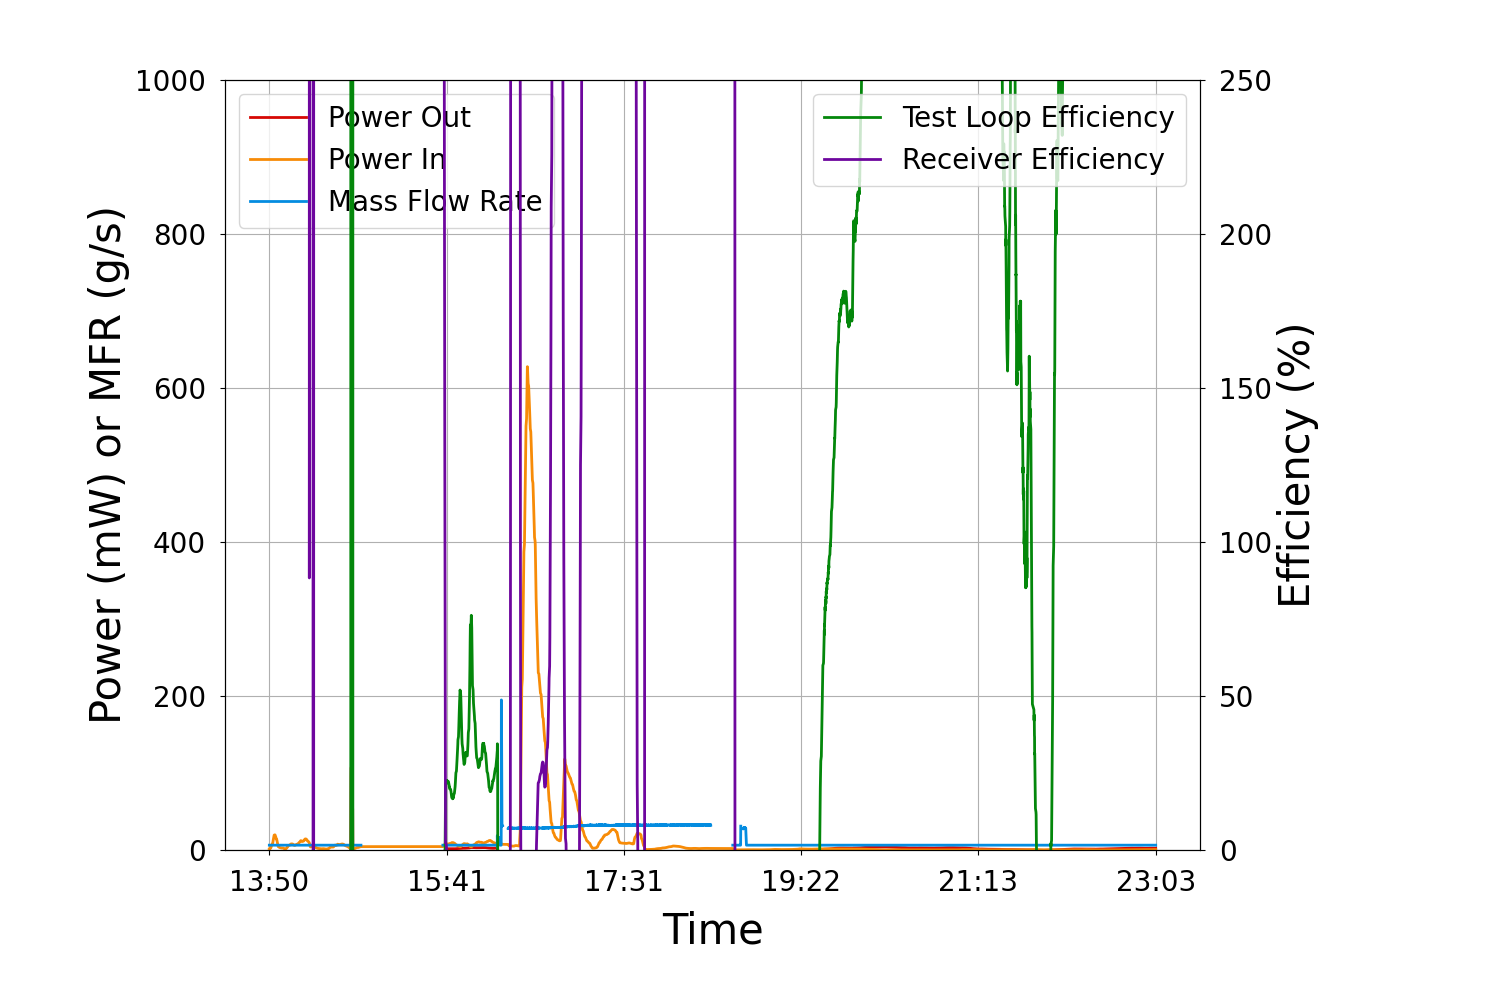 1000
800
600
400
200
0
Power (mW) or MFR (g/s)
Power Out
Power In
Mass Flow Rate
Test Loop Efficiency
Receiver Efficiency
250
200
150
100
50
0
Efficiency (%)
13:50 15:41 17:31 19:22 21:13 23:03
Time